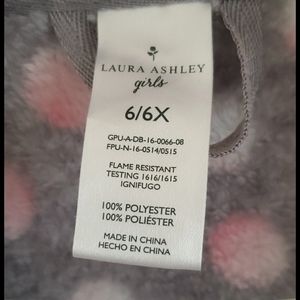 LAURA ASHLEY
girls
6/6X
GPU-A-DB-16-0066-08
FPU-N-16-0514/0515
FLAME RESISTANT
TESTING 1616/1615
IGNIFUGO
100% POLYESTER
100% POLIÉSTER
MADE IN CHINA
HECHO EN CHINA